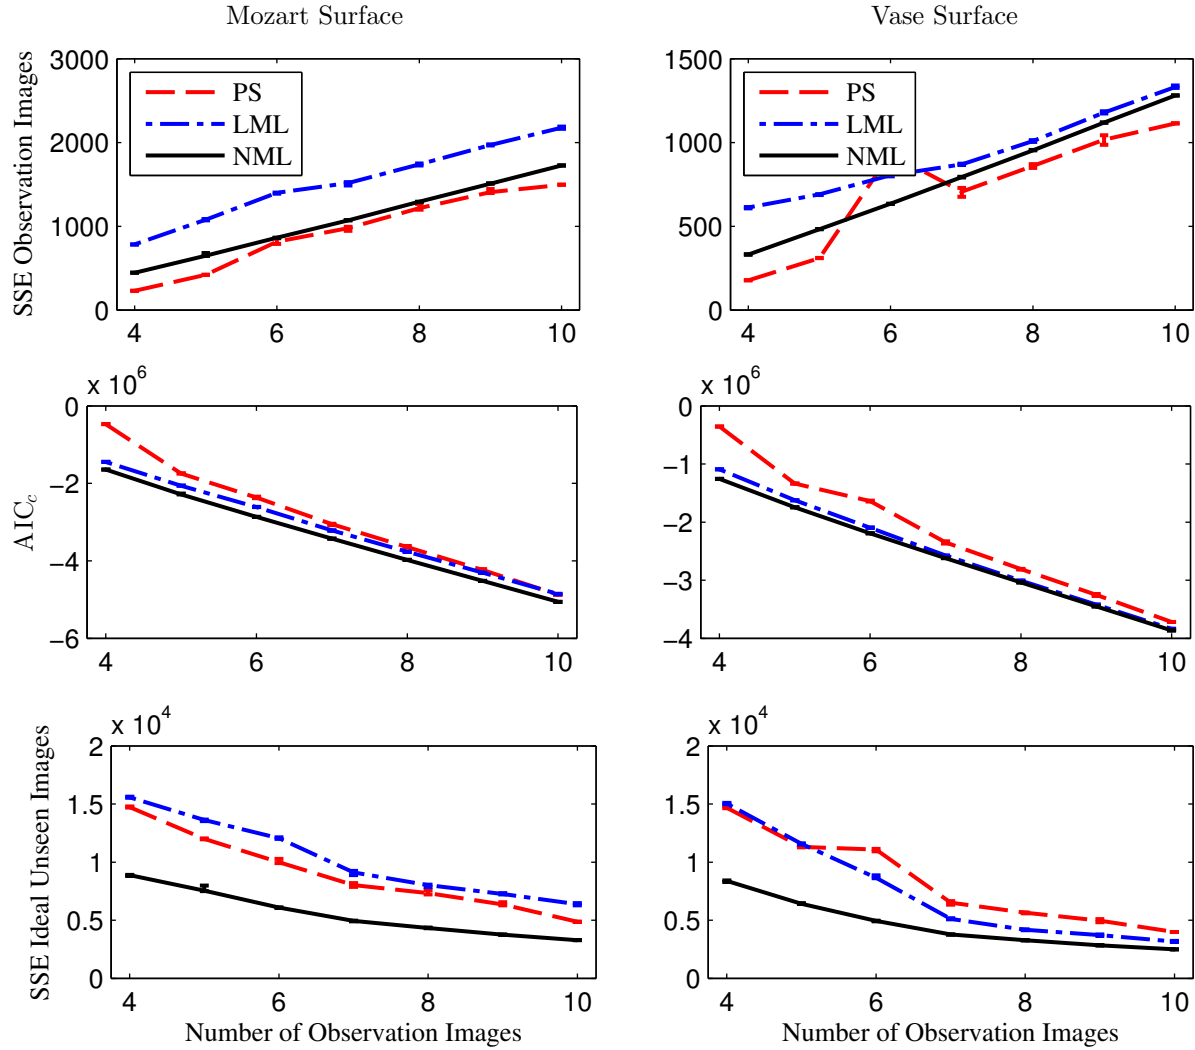 Mozart Surface
SSE Observation Images
3000
2000
1000
0
PS
LML
NML
4 6 8 10
Vase Surface
1500
1000
500
0
PS
LML
NML
4 6 8 10
x 10^6
AIC_c
0
−2
−4
−6
4 6 8 10
x 10^6
0
−1
−2
−3
−4
4 6 8 10
x 10^4
SSE Ideal Unseen Images
2
1.5
1
0.5
0
4 6 8 10
Number of Observation Images
x 10^4
2
1.5
1
0.5
0
4 6 8 10
Number of Observation Images